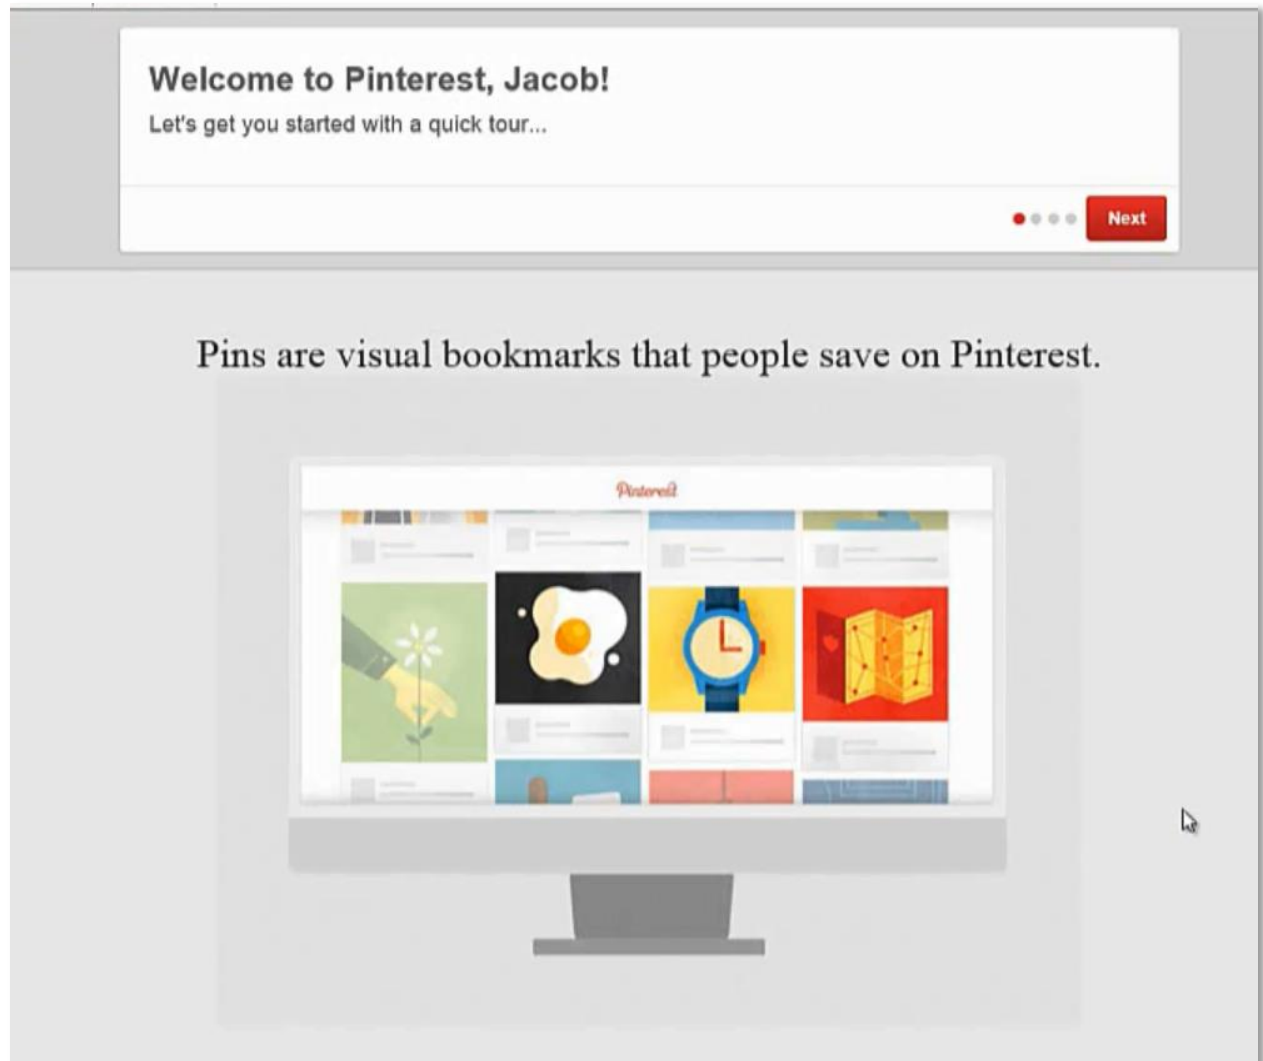 Welcome to Pinterest, Jacob!
Let's get you started with a quick tour...
Next
Pins are visual bookmarks that people save on Pinterest.
Pinterest